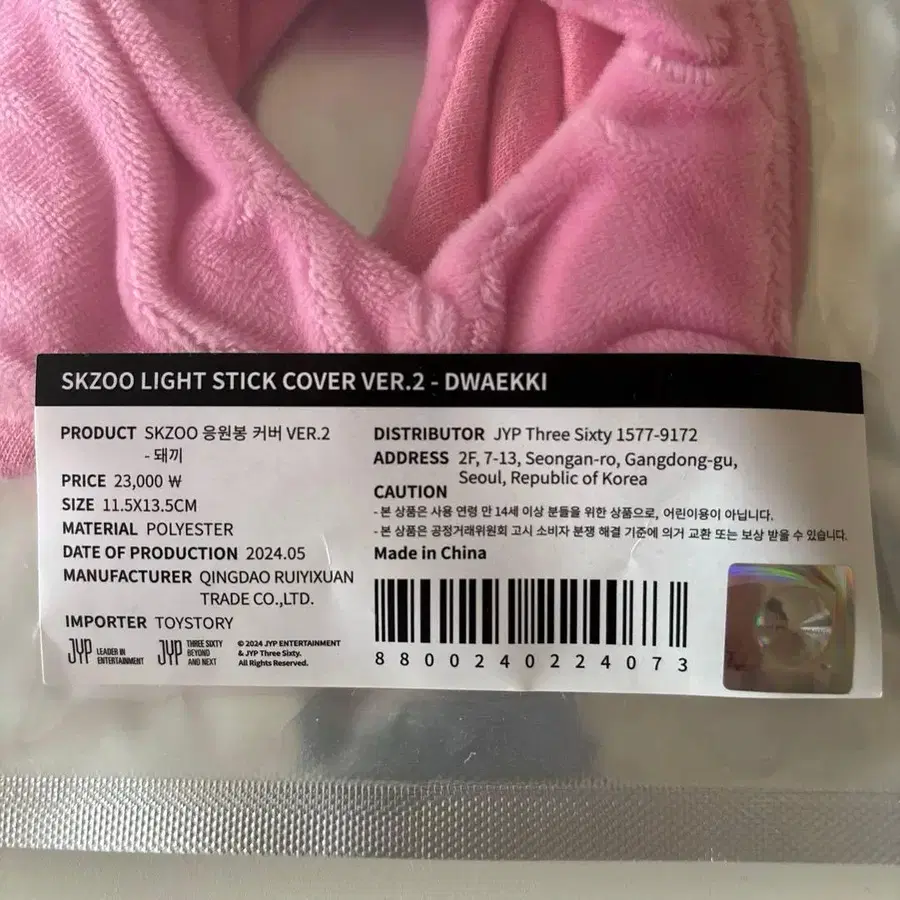 SKZOO LIGHT STICK COVER VER.2 - DWAEKKI
PRODUCT SKZOO 응원봉 커버 VER.2
- 돼끼
PRICE 23,000 ₩
SIZE 11.5X13.5CM
MATERIAL POLYESTER
DATE OF PRODUCTION 2024.05
MANUFACTURER QINGDAO RUIYIXUAN
TRADE CO.,LTD.
IMPORTER TOYSTORY
JYP LEADER IN
ENTERTAINMENT
JYP THREE SIXTY
BEYOND
AND NEXT
© 2024 JYP ENTERTAINMENT
& JYP Three Sixty.
All Rights Reserved.
DISTRIBUTOR JYP Three Sixty 1577-9172
ADDRESS 2F, 7-13, Seongan-ro, Gangdong-gu,
Seoul, Republic of Korea
CAUTION
- 본 상품은 사용 연령 만 14세 이상 분들을 위한 상품으로, 어린이용이 아닙니다.
- 본 상품은 공정거래위원회 고시 소비자 분쟁 해결 기준에 의거 교환 또는 보상 받을 수 있습니다.
Made in China
8800240224073